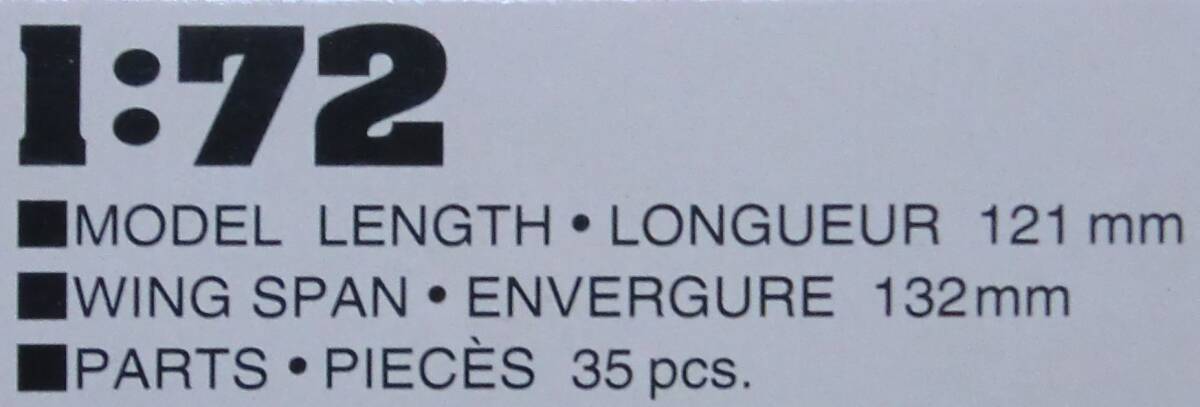 1:72
■MODEL LENGTH • LONGUEUR 121 mm
■WING SPAN • ENVERGURE 132mm
■PARTS • PIECÈS 35 pcs.